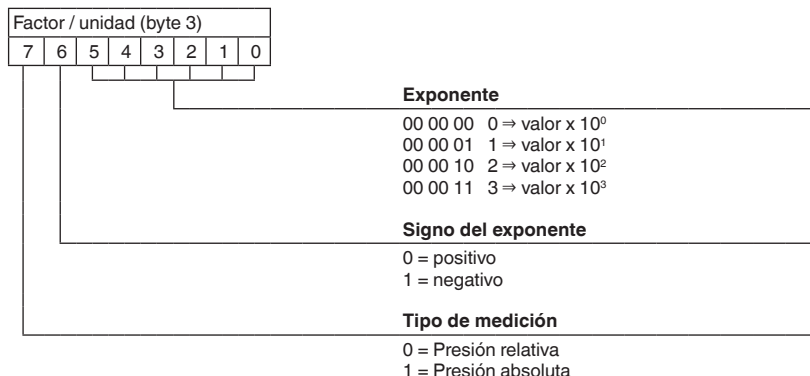 Factor / unidad (byte 3)
7 6 5 4 3 2 1 0
Exponente
00 00 00 0 ⇒ valor x 10⁰
00 00 01 1 ⇒ valor x 10¹
00 00 10 2 ⇒ valor x 10²
00 00 11 3 ⇒ valor x 10³
Signo del exponente
0 = positivo
1 = negativo
Tipo de medición
0 = Presión relativa
1 = Presión absoluta